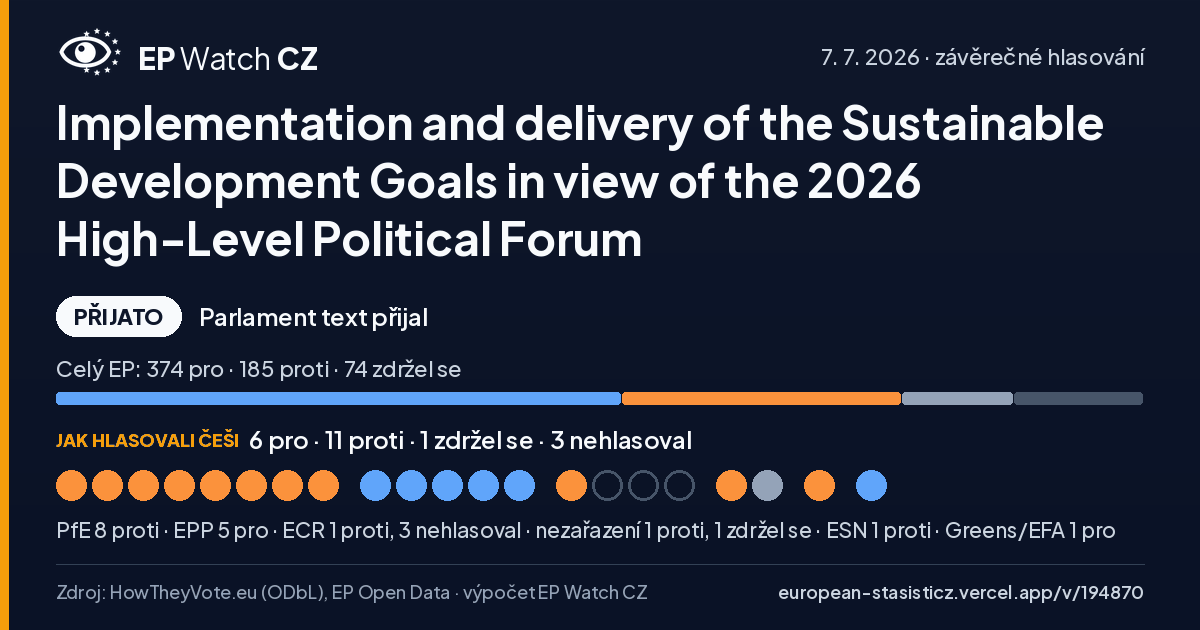 EP Watch CZ
7. 7. 2026 · závěrečné hlasování
Implementation and delivery of the Sustainable
Development Goals in view of the 2026
High-Level Political Forum
PŘIJATO Parlament text přijal
Celý EP: 374 pro · 185 proti · 74 zdržel se
JAK HLASOVALI ČEŠI 6 pro · 11 proti · 1 zdržel se · 3 nehlasoval
PfE 8 proti · EPP 5 pro · ECR 1 proti, 3 nehlasoval · nezařazení 1 proti, 1 zdržel se · ESN 1 proti · Greens/EFA 1 pro
Zdroj: HowTheyVote.eu (ODbL), EP Open Data · výpočet EP Watch CZ
european-stasisticz.vercel.app/v/194870